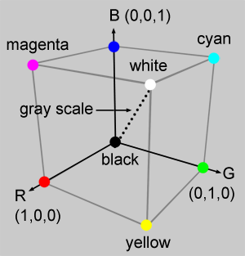 B (0,0,1)
magenta
cyan
white
gray scale
black
R
(1,0,0)
G
(0,1,0)
yellow